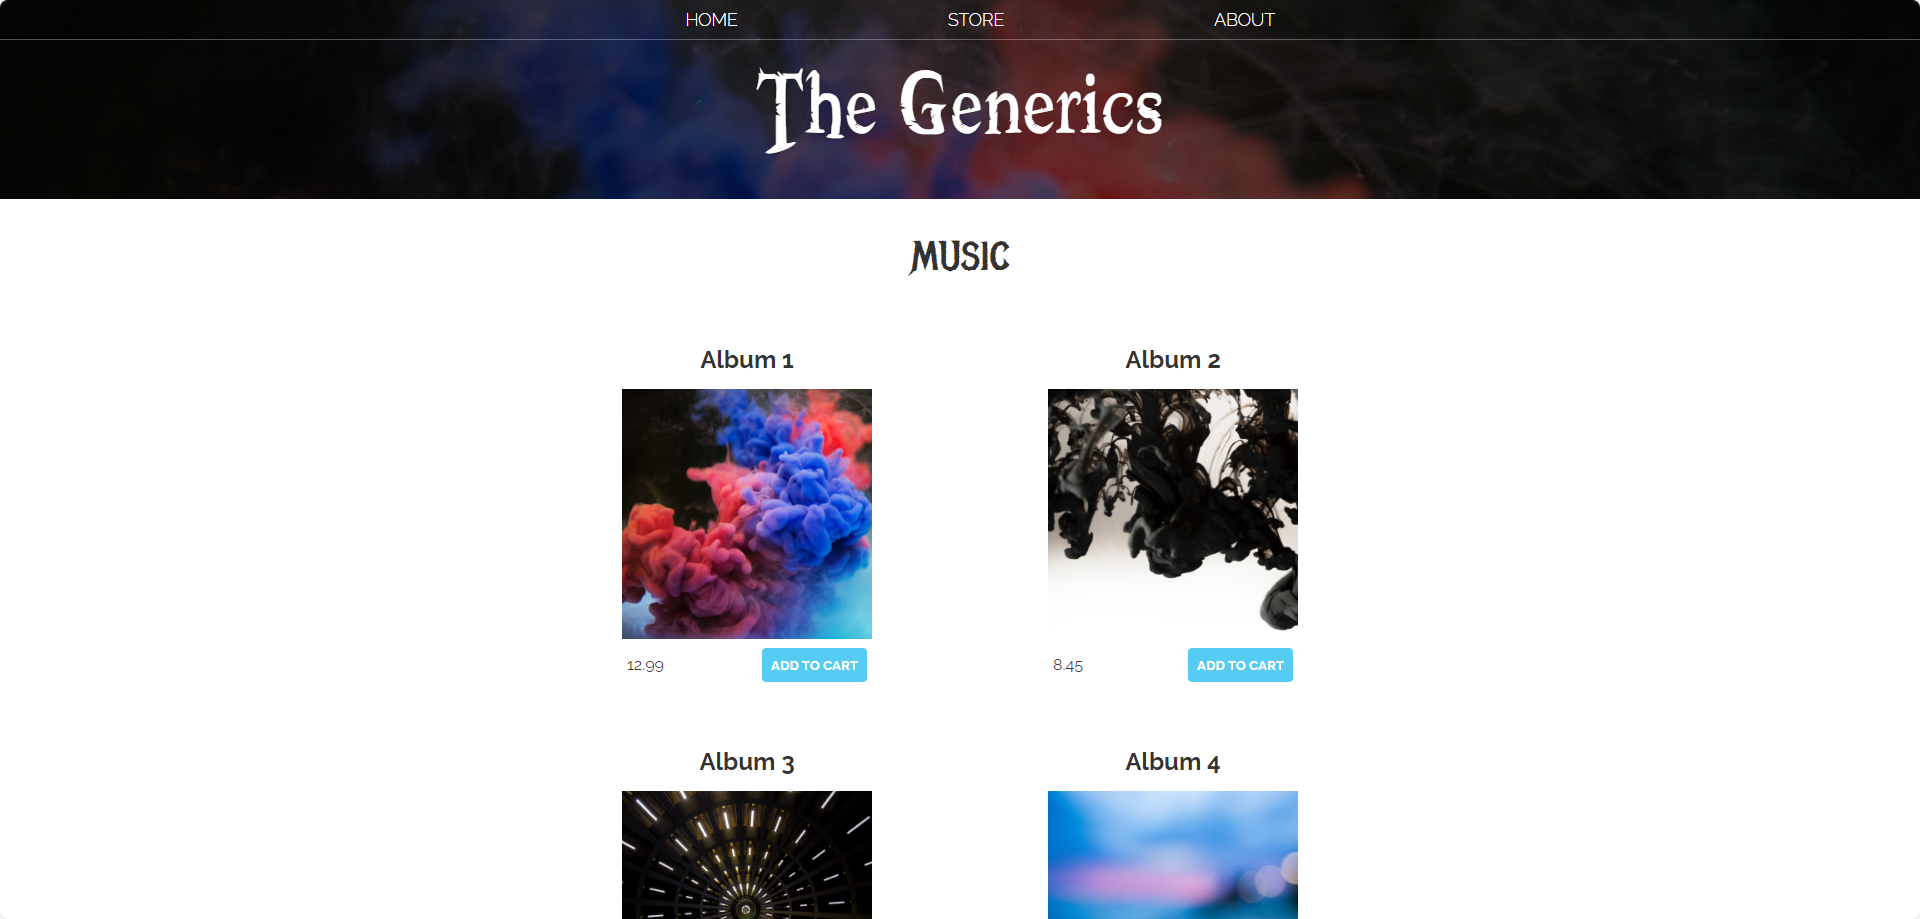 HOME STORE ABOUT
The Generics
MUSIC
Album 1 Album 2
12.99 ADD TO CART 8.45 ADD TO CART
Album 3 Album 4